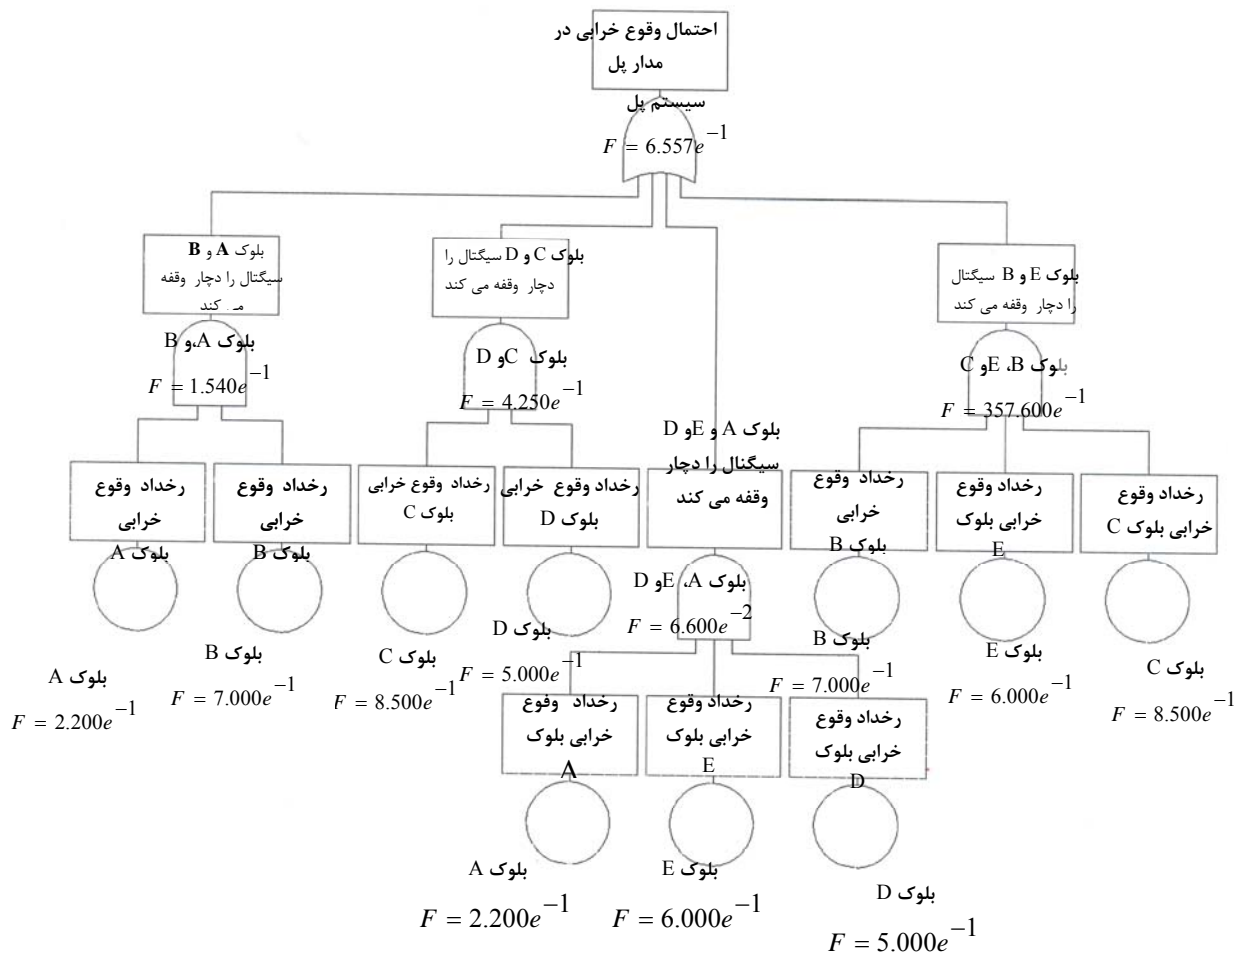 احتمال وقوع خرابی در
مدار پل
سیستم پل
F = 6.557e⁻¹
بلوک A و B
سیگتال را دچار وقفه
می کند
بلوک C و D سیگتال را
دچار وقفه می کند
بلوک E و B سیگتال
را دچار وقفه می کند
بلوک A، و B
F = 1.540e⁻¹
بلوک C و D
F = 4.250e⁻¹
بلوک B، E و C
F = 357.600e⁻¹
بلوک A و E و D
سیگنال را دچار
وقفه می کند
رخداد وقوع
خرابی
بلوک A
رخداد وقوع
خرابی
بلوک B
رخداد وقوع خرابی
بلوک C
رخداد وقوع خرابی
بلوک D
رخداد وقوع
خرابی
بلوک B
رخداد وقوع
خرابی بلوک
E
رخداد وقوع
خرابی بلوک C
بلوک A، E و D
F = 6.600e⁻²
بلوک A
F = 2.200e⁻¹
بلوک B
F = 7.000e⁻¹
بلوک C
F = 8.500e⁻¹
بلوک D
F = 5.000e⁻¹
بلوک B
F = 7.000e⁻¹
بلوک E
F = 6.000e⁻¹
بلوک C
F = 8.500e⁻¹
رخداد وقوع
خرابی بلوک
A
رخداد وقوع
خرابی بلوک
E
رخداد وقوع
خرابی بلوک
D
بلوک A
F = 2.200e⁻¹
بلوک E
F = 6.000e⁻¹
بلوک D
F = 5.000e⁻¹